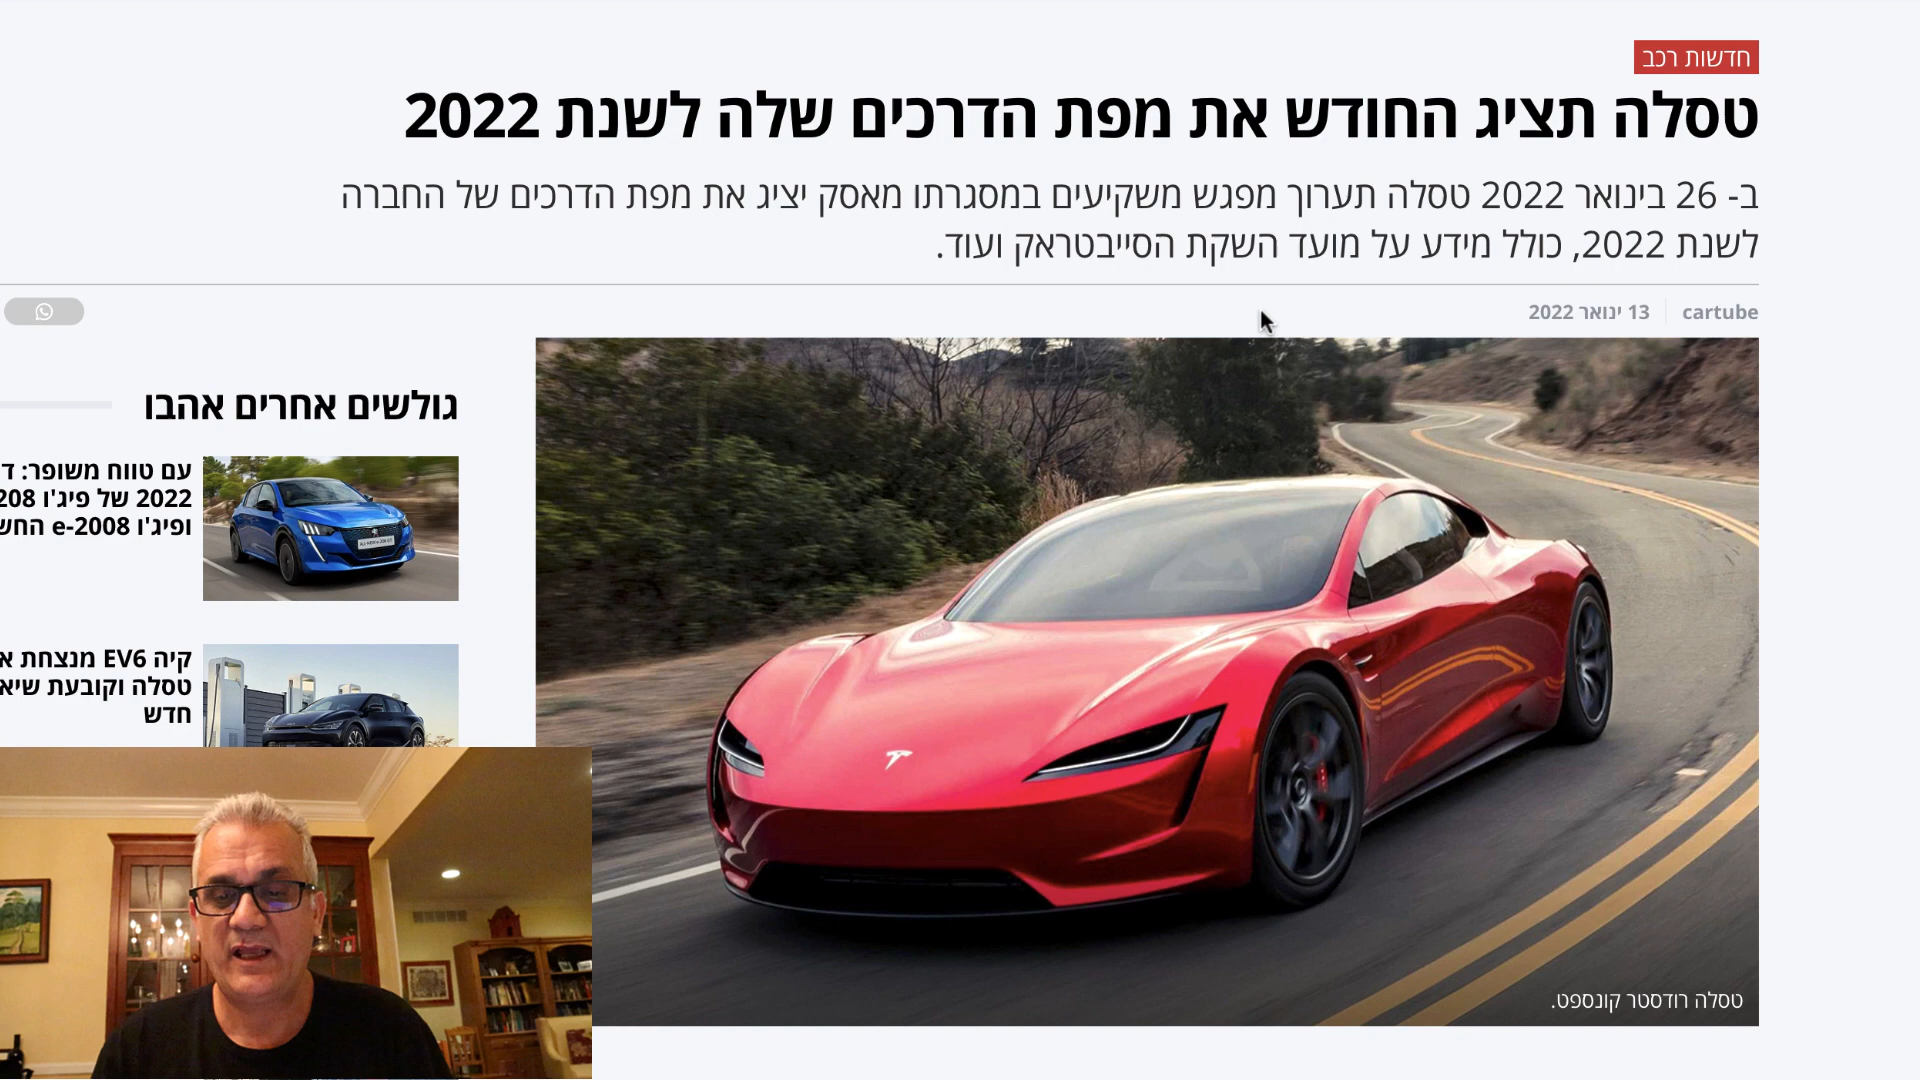 חדשות רכב
טסלה תציג החודש את מפת הדרכים שלה לשנת 2022
ב- 26 בינואר 2022 טסלה תערוך מפגש משקיעים במסגרתו מאסק יציג את מפת הדרכים של החברה
לשנת 2022, כולל מידע על מועד השקת הסייבטראק ועוד.
cartube
13 ינואר 2022
טסלה רודסטר קונספט.
גולשים אחרים אהבו
עם טווח משופר:
2022 של פיג'ו
ופיג'ו e-2008
קיה EV6 מנצחת
טסלה וקובעת
חדש